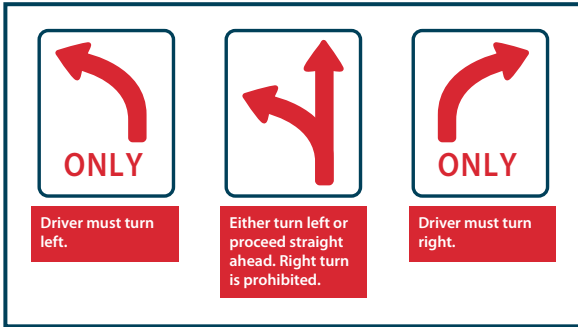 ONLY
Driver must turn
left.
Either turn left or
proceed straight
ahead. Right turn
is prohibited.
ONLY
Driver must turn
right.